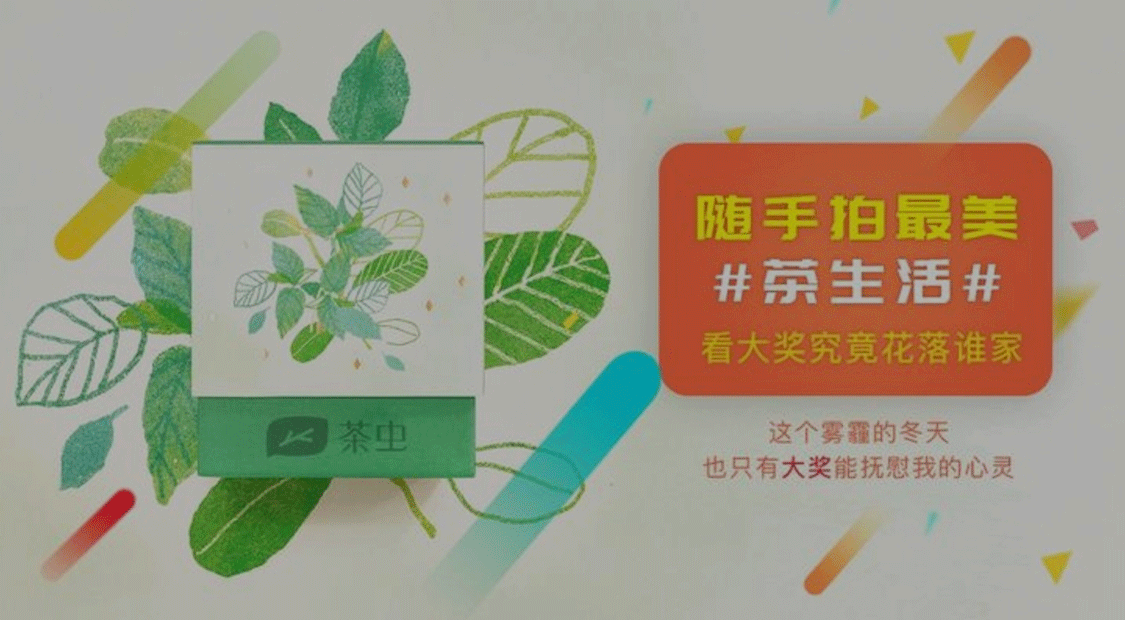 茶虫
随手拍最美
#茶生活#
看大奖究竟花落谁家
这个雾霾的冬天
也只有大奖能抚慰我的心灵